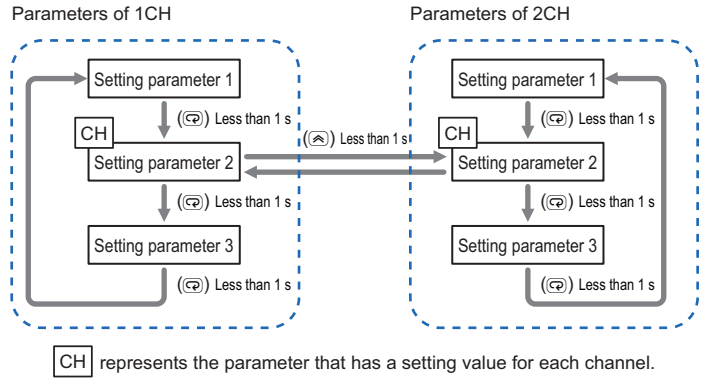 Parameters of 1CH
Parameters of 2CH
Setting parameter 1
Setting parameter 1
() Less than 1 s
() Less than 1 s
CH
() Less than 1 s
CH
Setting parameter 2
Setting parameter 2
() Less than 1 s
() Less than 1 s
Setting parameter 3
Setting parameter 3
() Less than 1 s
() Less than 1 s
CH represents the parameter that has a setting value for each channel.